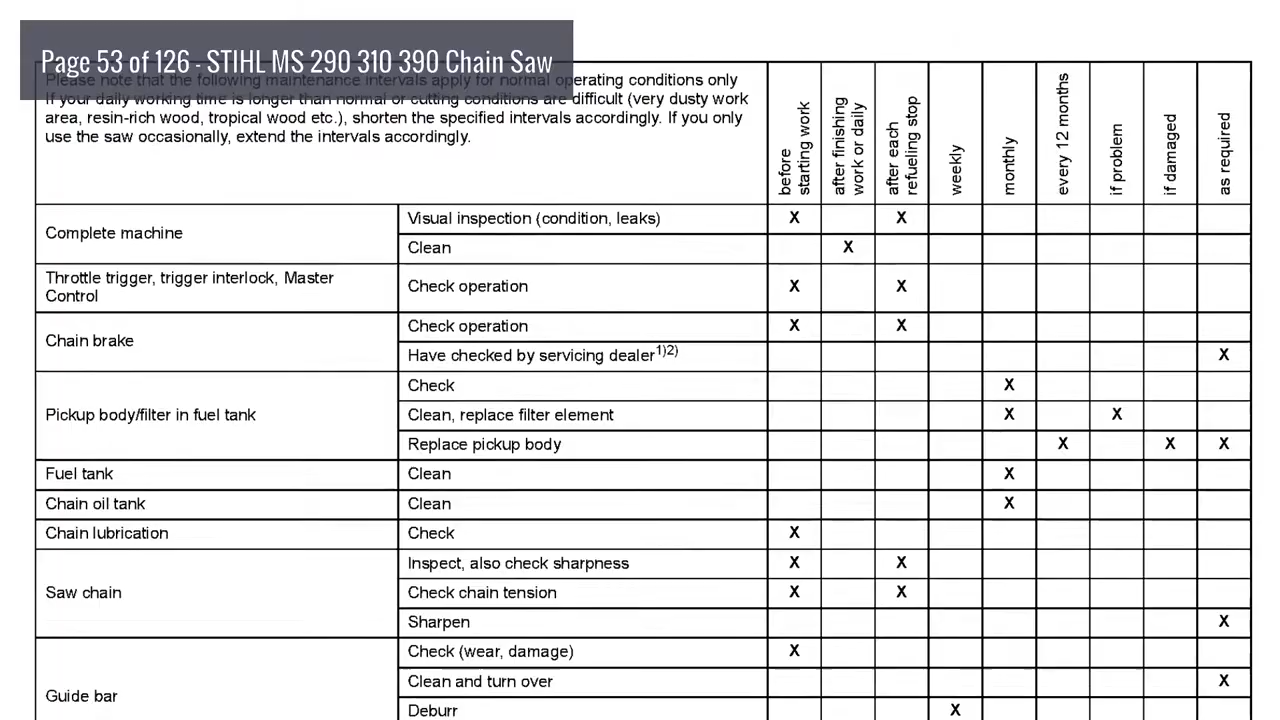 Page 53 of 126 - STIHL MS 290 310 390 Chain Saw
Please note that the following maintenance intervals apply for normal operating conditions only
If your daily working time is longer than normal or cutting conditions are difficult (very dusty work
area, resin-rich wood, tropical wood etc.), shorten the specified intervals accordingly. If you only
use the saw occasionally, extend the intervals accordingly.
before
starting work
after finishing
work or daily
after each
refueling stop
weekly
monthly
every 12 months
if problem
if damaged
as required
Complete machine
Visual inspection (condition, leaks) X X
Clean X
Throttle trigger, trigger interlock, Master
Control
Check operation X X
Chain brake
Check operation X X
Have checked by servicing dealer1)2) X
Pickup body/filter in fuel tank
Check X
Clean, replace filter element X X
Replace pickup body X X X
Fuel tank Clean X
Chain oil tank Clean X
Chain lubrication Check X
Saw chain
Inspect, also check sharpness X X
Check chain tension X X
Sharpen X
Guide bar
Check (wear, damage) X
Clean and turn over X
Deburr X